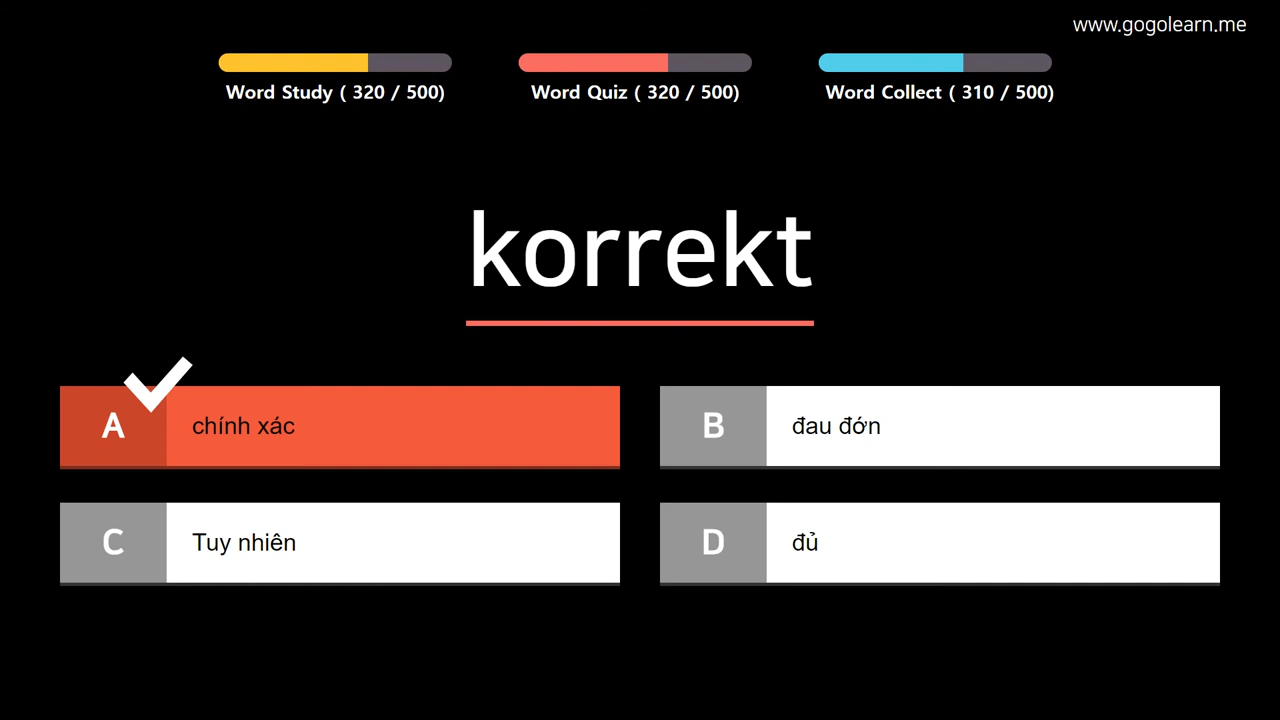 www.gogolearn.me
Word Study ( 320 / 500)
Word Quiz ( 320 / 500)
Word Collect ( 310 / 500)
korrekt
A
chính xác
B
đau đớn
C
Tuy nhiên
D
đủ